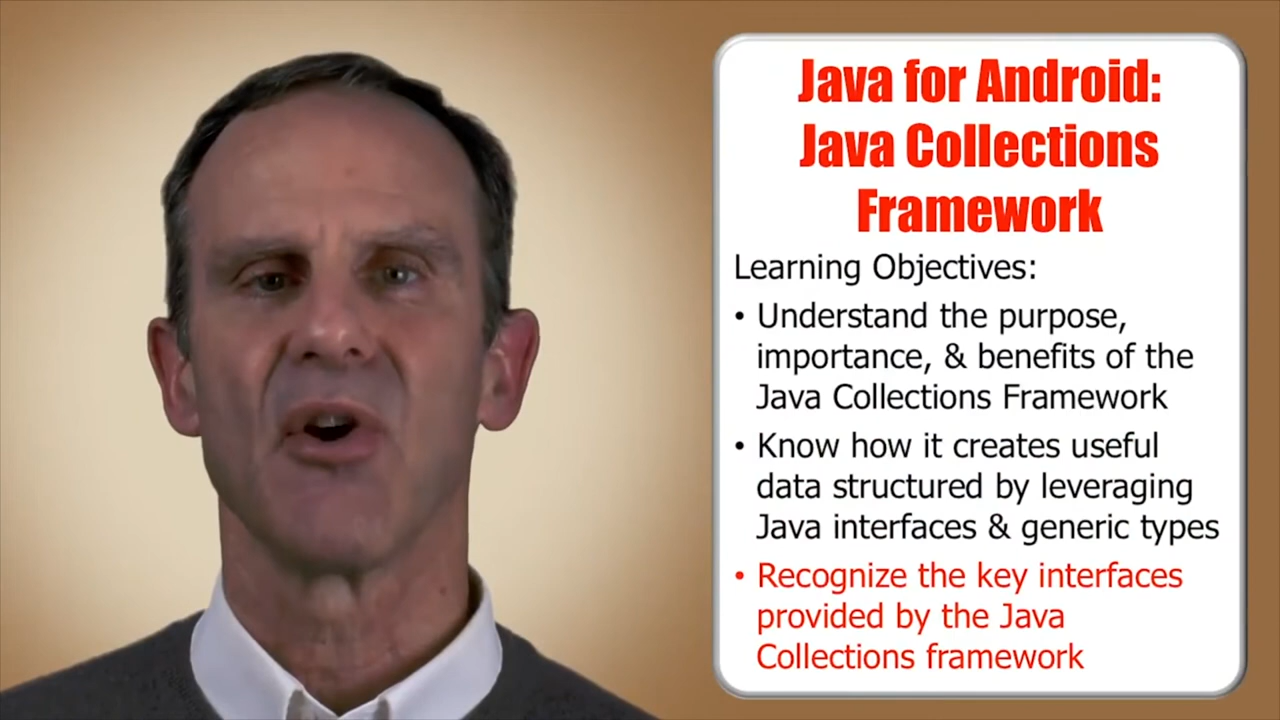 Java for Android:
Java Collections
Framework
Learning Objectives:
• Understand the purpose,
importance, & benefits of the
Java Collections Framework
• Know how it creates useful
data structured by leveraging
Java interfaces & generic types
• Recognize the key interfaces
provided by the Java
Collections framework